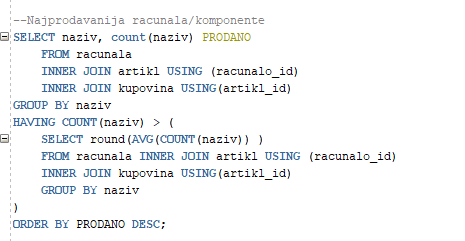 --Najprodavanija racunala/komponente
SELECT naziv, count(naziv) PRODANO
FROM racunala
INNER JOIN artikl USING (racunalo_id)
INNER JOIN kupovina USING(artikl_id)
GROUP BY naziv
HAVING COUNT(naziv) > (
SELECT round(AVG(COUNT(naziv)) )
FROM racunala INNER JOIN artikl USING (racunalo_id)
INNER JOIN kupovina USING(artikl_id)
GROUP BY naziv
)
ORDER BY PRODANO DESC;